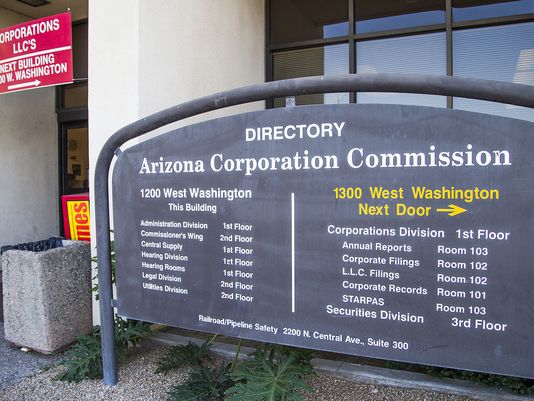 ORPORATIONS
LLC'S
NEXT BUILDING
00 W. WASHINGTON
DIRECTORY
Arizona Corporation Commission
1200 West Washington
This Building
Administration Division 1st Floor
Commissioner's Wing 2nd Floor
Central Supply 1st Floor
Hearing Division 1st Floor
Hearing Rooms 1st Floor
Legal Division 2nd Floor
Utilities Division 2nd Floor
1300 West Washington
Next Door
Corporations Division 1st Floor
Annual Reports Room 103
Corporate Filings Room 102
L.L.C. Filings Room 102
Corporate Records Room 101
STARPAS Room 103
Securities Division 3rd Floor
Railroad/Pipeline Safety 2200 N. Central Ave., Suite 300